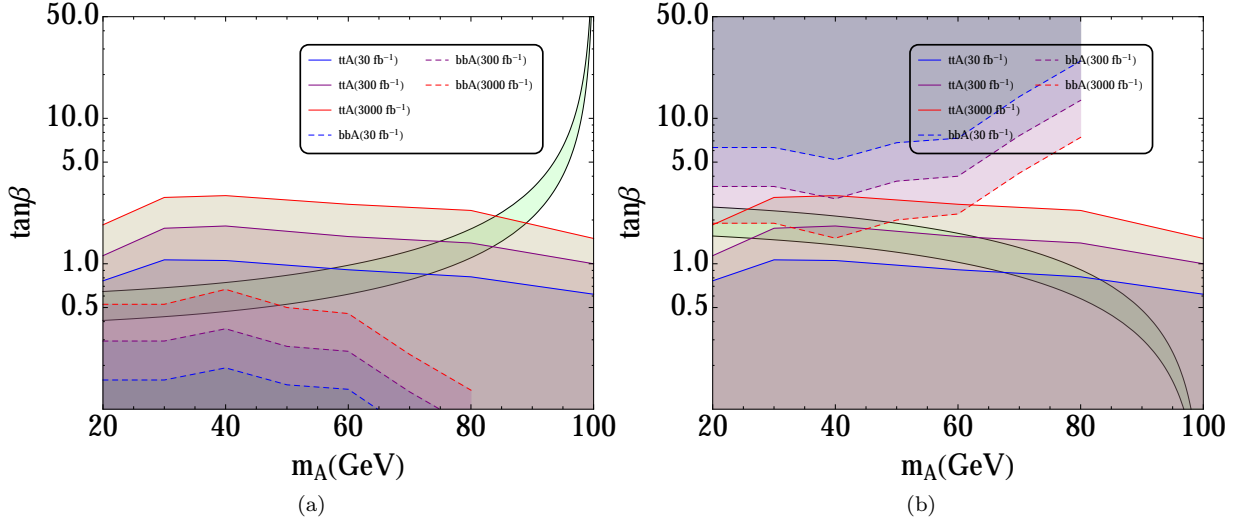 50.0
10.0
5.0
1.0
0.5
tanβ
20 40 60 80 100
m_A(GeV)
ttA(30 fb⁻¹)
ttA(300 fb⁻¹)
ttA(3000 fb⁻¹)
bbA(30 fb⁻¹)
bbA(300 fb⁻¹)
bbA(3000 fb⁻¹)
(a)
50.0
10.0
5.0
1.0
0.5
tanβ
20 40 60 80 100
m_A(GeV)
ttA(30 fb⁻¹)
ttA(300 fb⁻¹)
ttA(3000 fb⁻¹)
bbA(30 fb⁻¹)
bbA(300 fb⁻¹)
bbA(3000 fb⁻¹)
(b)